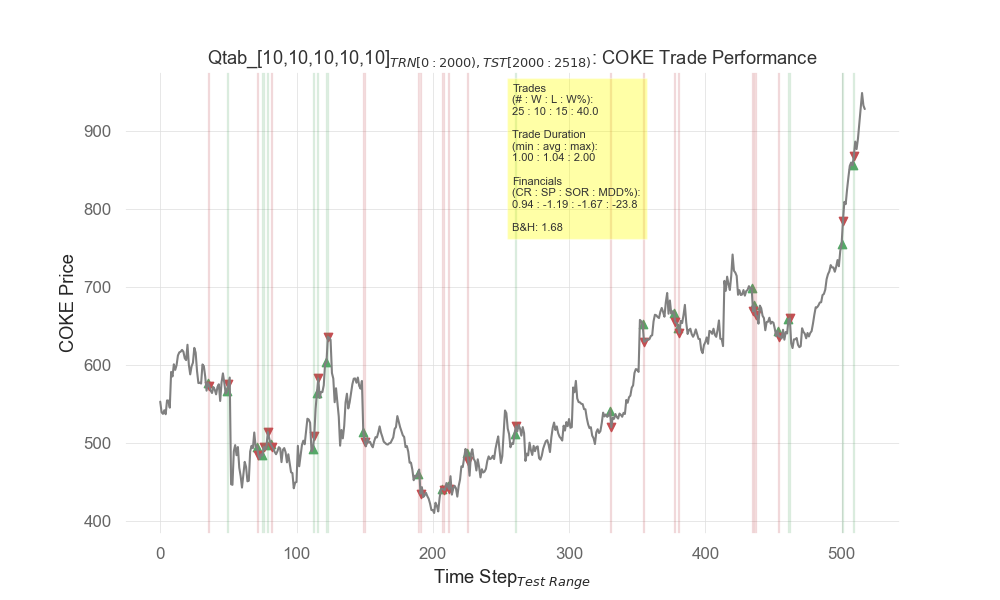 Qtab_[10,10,10,10,10]TRN[0:2000),TST[2000:2518]: COKE Trade Performance
Trades
(# : W : L : W%):
25 : 10 : 15 : 40.0
Trade Duration
(min : avg : max):
1.00 : 1.04 : 2.00
Financials
(CR : SP : SOR : MDD%):
0.94 : -1.19 : -1.67 : -23.8
B&H: 1.68
COKE Price
900
800
700
600
500
400
0 100 200 300 400 500
Time Step Test Range